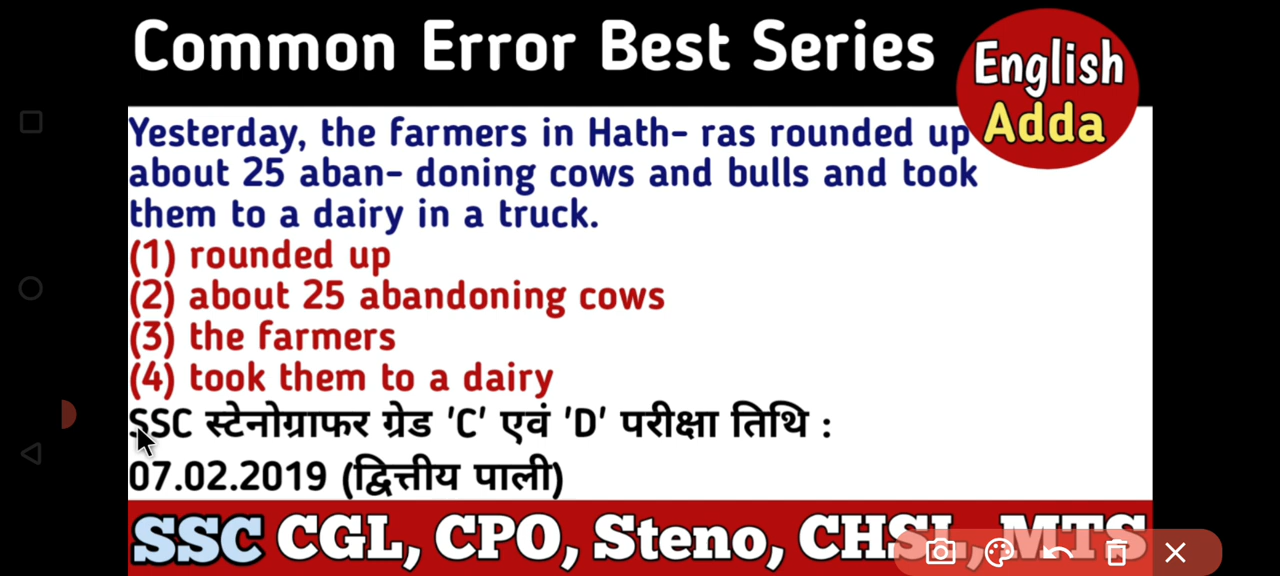 Common Error Best Series
English
Adda
Yesterday, the farmers in Hath- ras rounded up
about 25 aban- doning cows and bulls and took
them to a dairy in a truck.
(1) rounded up
(2) about 25 abandoning cows
(3) the farmers
(4) took them to a dairy
SSC स्टेनोग्राफर ग्रेड 'C' एवं 'D' परीक्षा तिथि :
07.02.2019 (द्वित्तीय पाली)
SSC CGL, CPO, Steno, CHSL, MTS